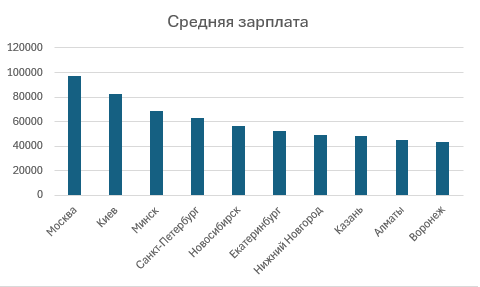 Средняя зарплата
120000
100000
80000
60000
40000
20000
0
Москва
Киев
Минск
Санкт-Петербург
Новосибирск
Екатеринбург
Нижний Новгород
Казань
Алматы
Воронеж